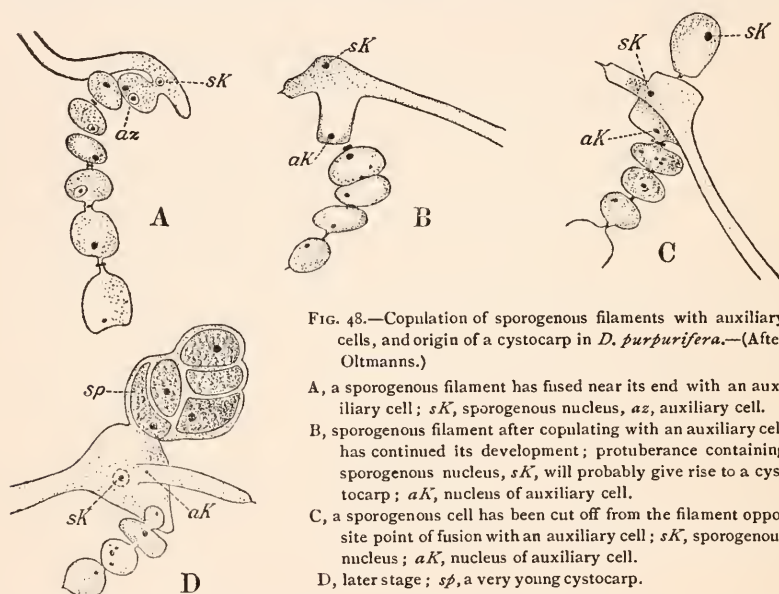 sK
az
A
sK
aK
B
sK
sK
aK
C
sp
sK
aK
D
FIG. 48.—Copulation of sporogenous filaments with auxiliary
cells, and origin of a cystocarp in D. purpurifera.—(Afte
Oltmanns.)
A, a sporogenous filament has fused near its end with an aux
iliary cell; sK, sporogenous nucleus, az, auxiliary cell.
B, sporogenous filament after copulating with an auxiliary cel
has continued its development; protuberance containing
sporogenous nucleus, sK, will probably give rise to a cys
tocarp; aK, nucleus of auxiliary cell.
C, a sporogenous cell has been cut off from the filament oppo
site point of fusion with an auxiliary cell; sK, sporogenou
nucleus; aK, nucleus of auxiliary cell.
D, later stage; sp, a very young cystocarp.